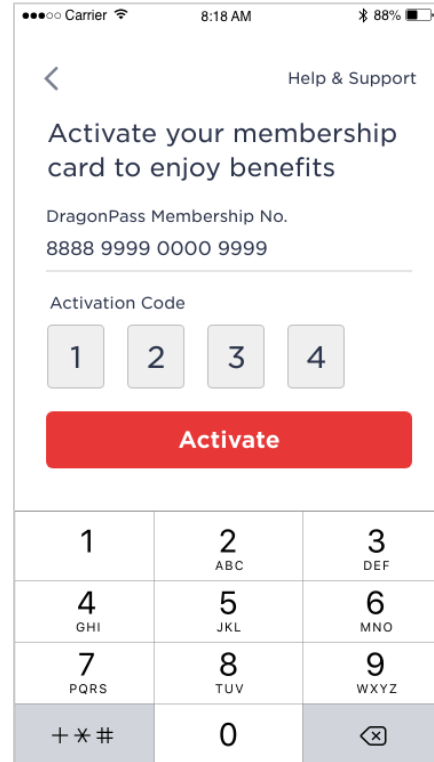 Carrier 8:18 AM 88%
Help & Support
Activate your membership
card to enjoy benefits
DragonPass Membership No.
8888 9999 0000 9999
Activation Code
1 2 3 4
Activate
1 2 3
ABC DEF
4 5 6
GHI JKL MNO
7 8 9
PQRS TUV WXYZ
+*# 0